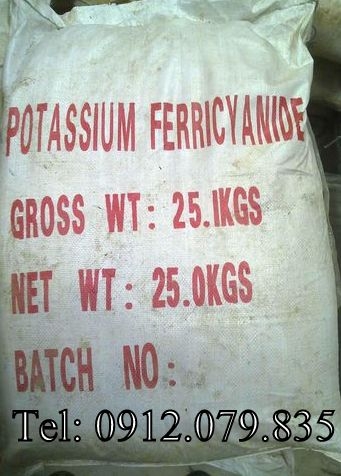 POTASSIUM FERRICYANIDE
GROSS WT: 25.1KGS
NET WT: 25.0KGS
BATCH NO:
Tel: 0912.079.835